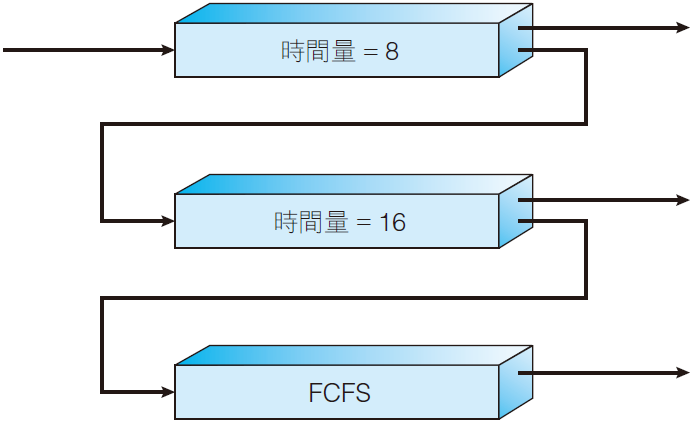 時間量 = 8
時間量 = 16
FCFS